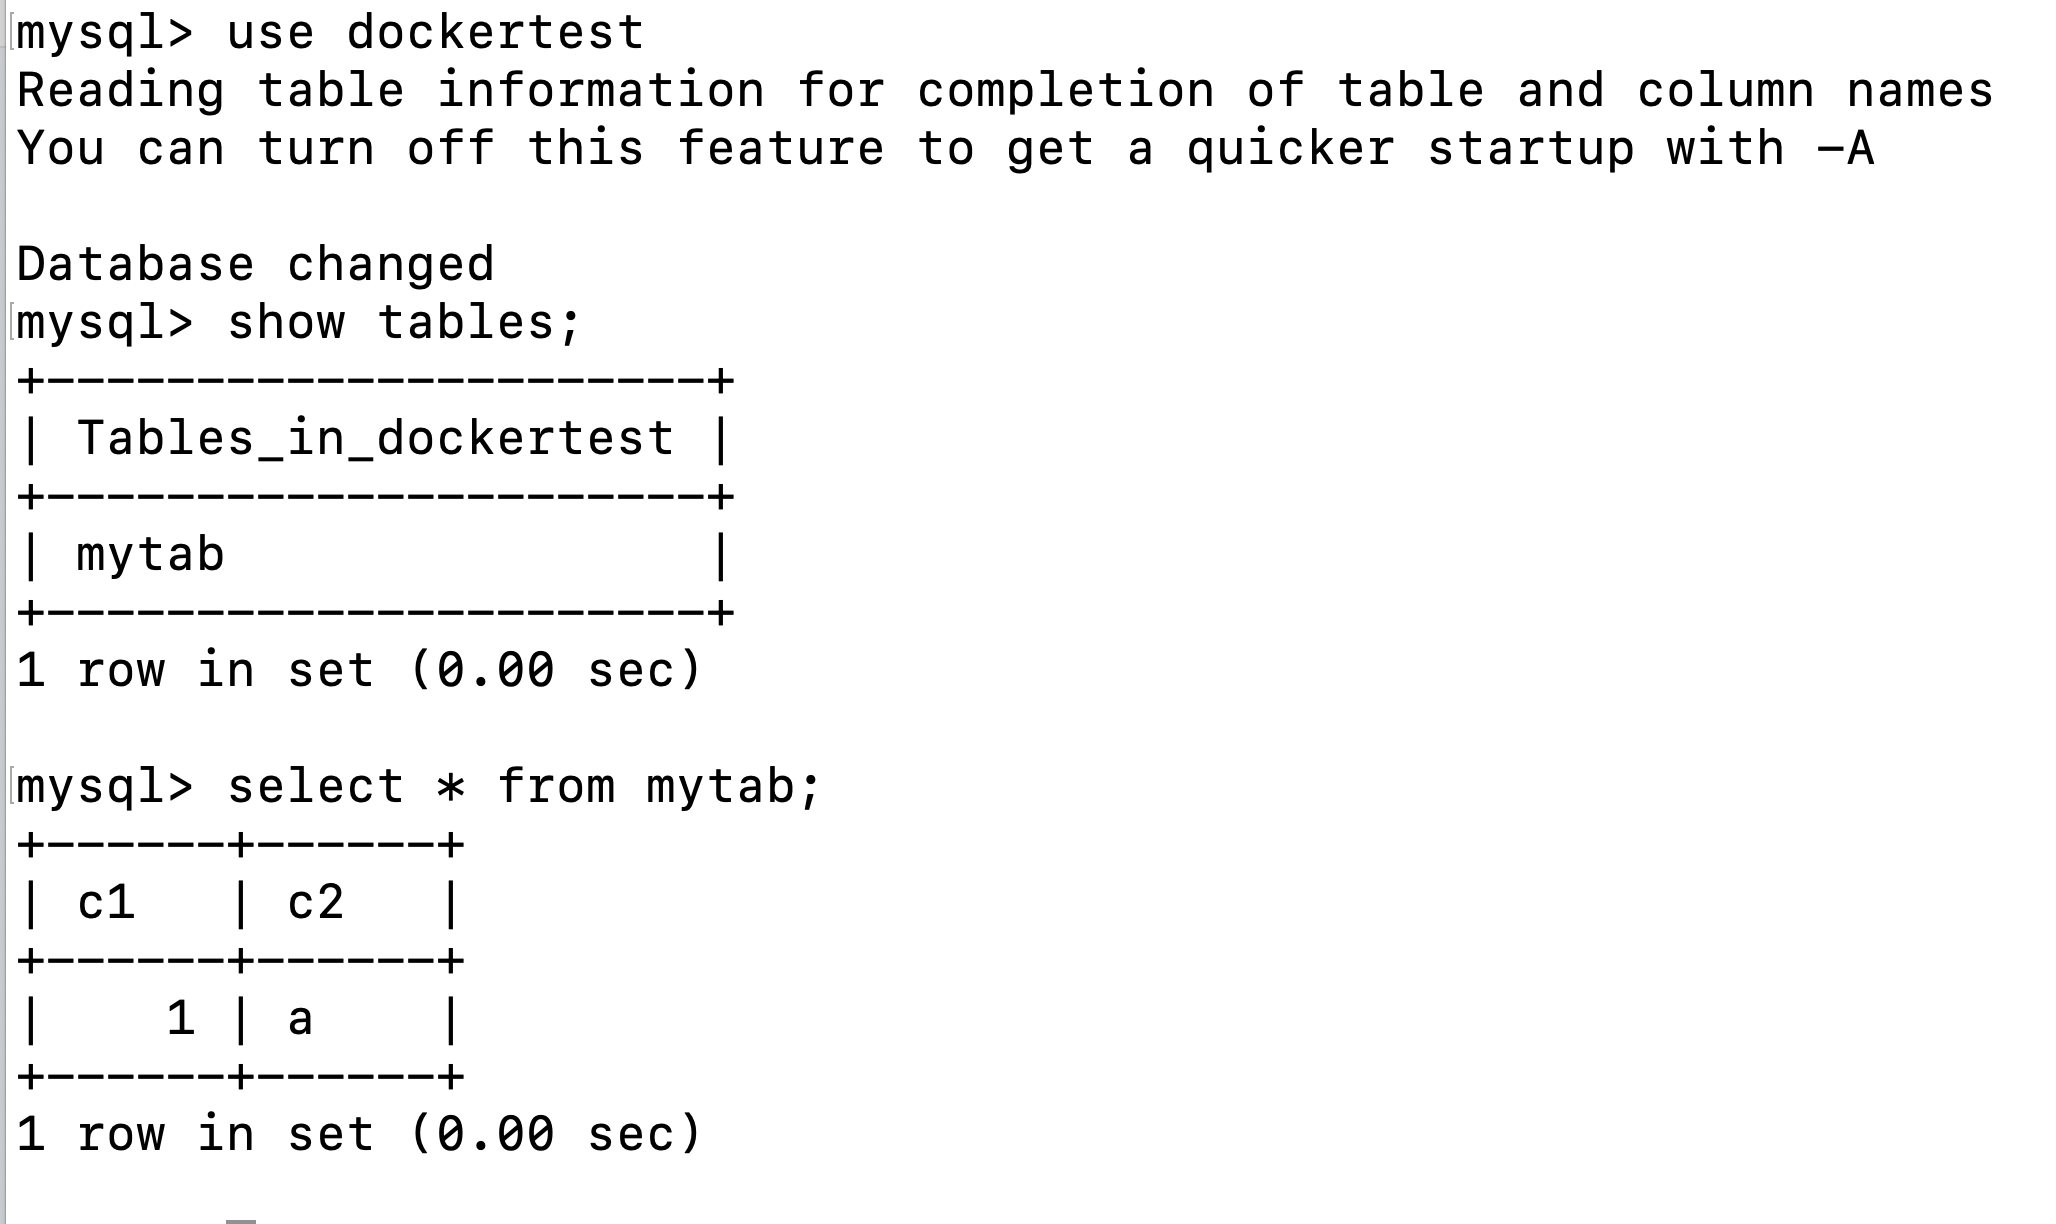 mysql> use dockertest
Reading table information for completion of table and column names
You can turn off this feature to get a quicker startup with -A

Database changed
mysql> show tables;
+-----------------------+
| Tables_in_dockertest |
+-----------------------+
| mytab                |
+-----------------------+
1 row in set (0.00 sec)

mysql> select * from mytab;
+------+------+
| c1   | c2   |
+------+------+
|    1 | a    |
+------+------+
1 row in set (0.00 sec)